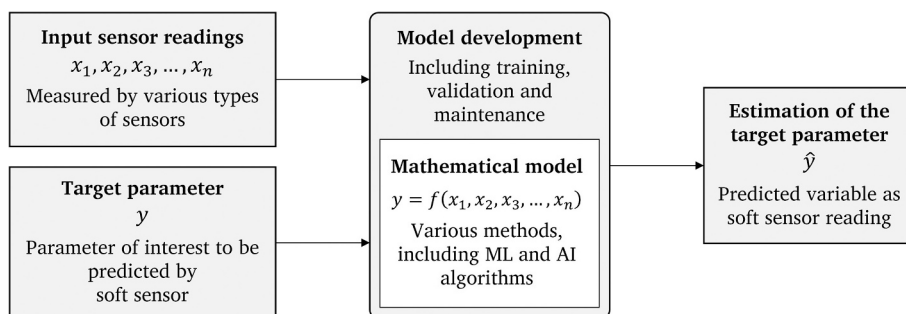 Input sensor readings
x₁, x₂, x₃, …, xₙ
Measured by various types
of sensors
Target parameter
y
Parameter of interest to be
predicted by
soft sensor
Model development
Including training,
validation and
maintenance
Mathematical model
y = f(x₁, x₂, x₃, …, xₙ)
Various methods,
including ML and AI
algorithms
Estimation of the
target parameter
ŷ
Predicted variable as
soft sensor reading